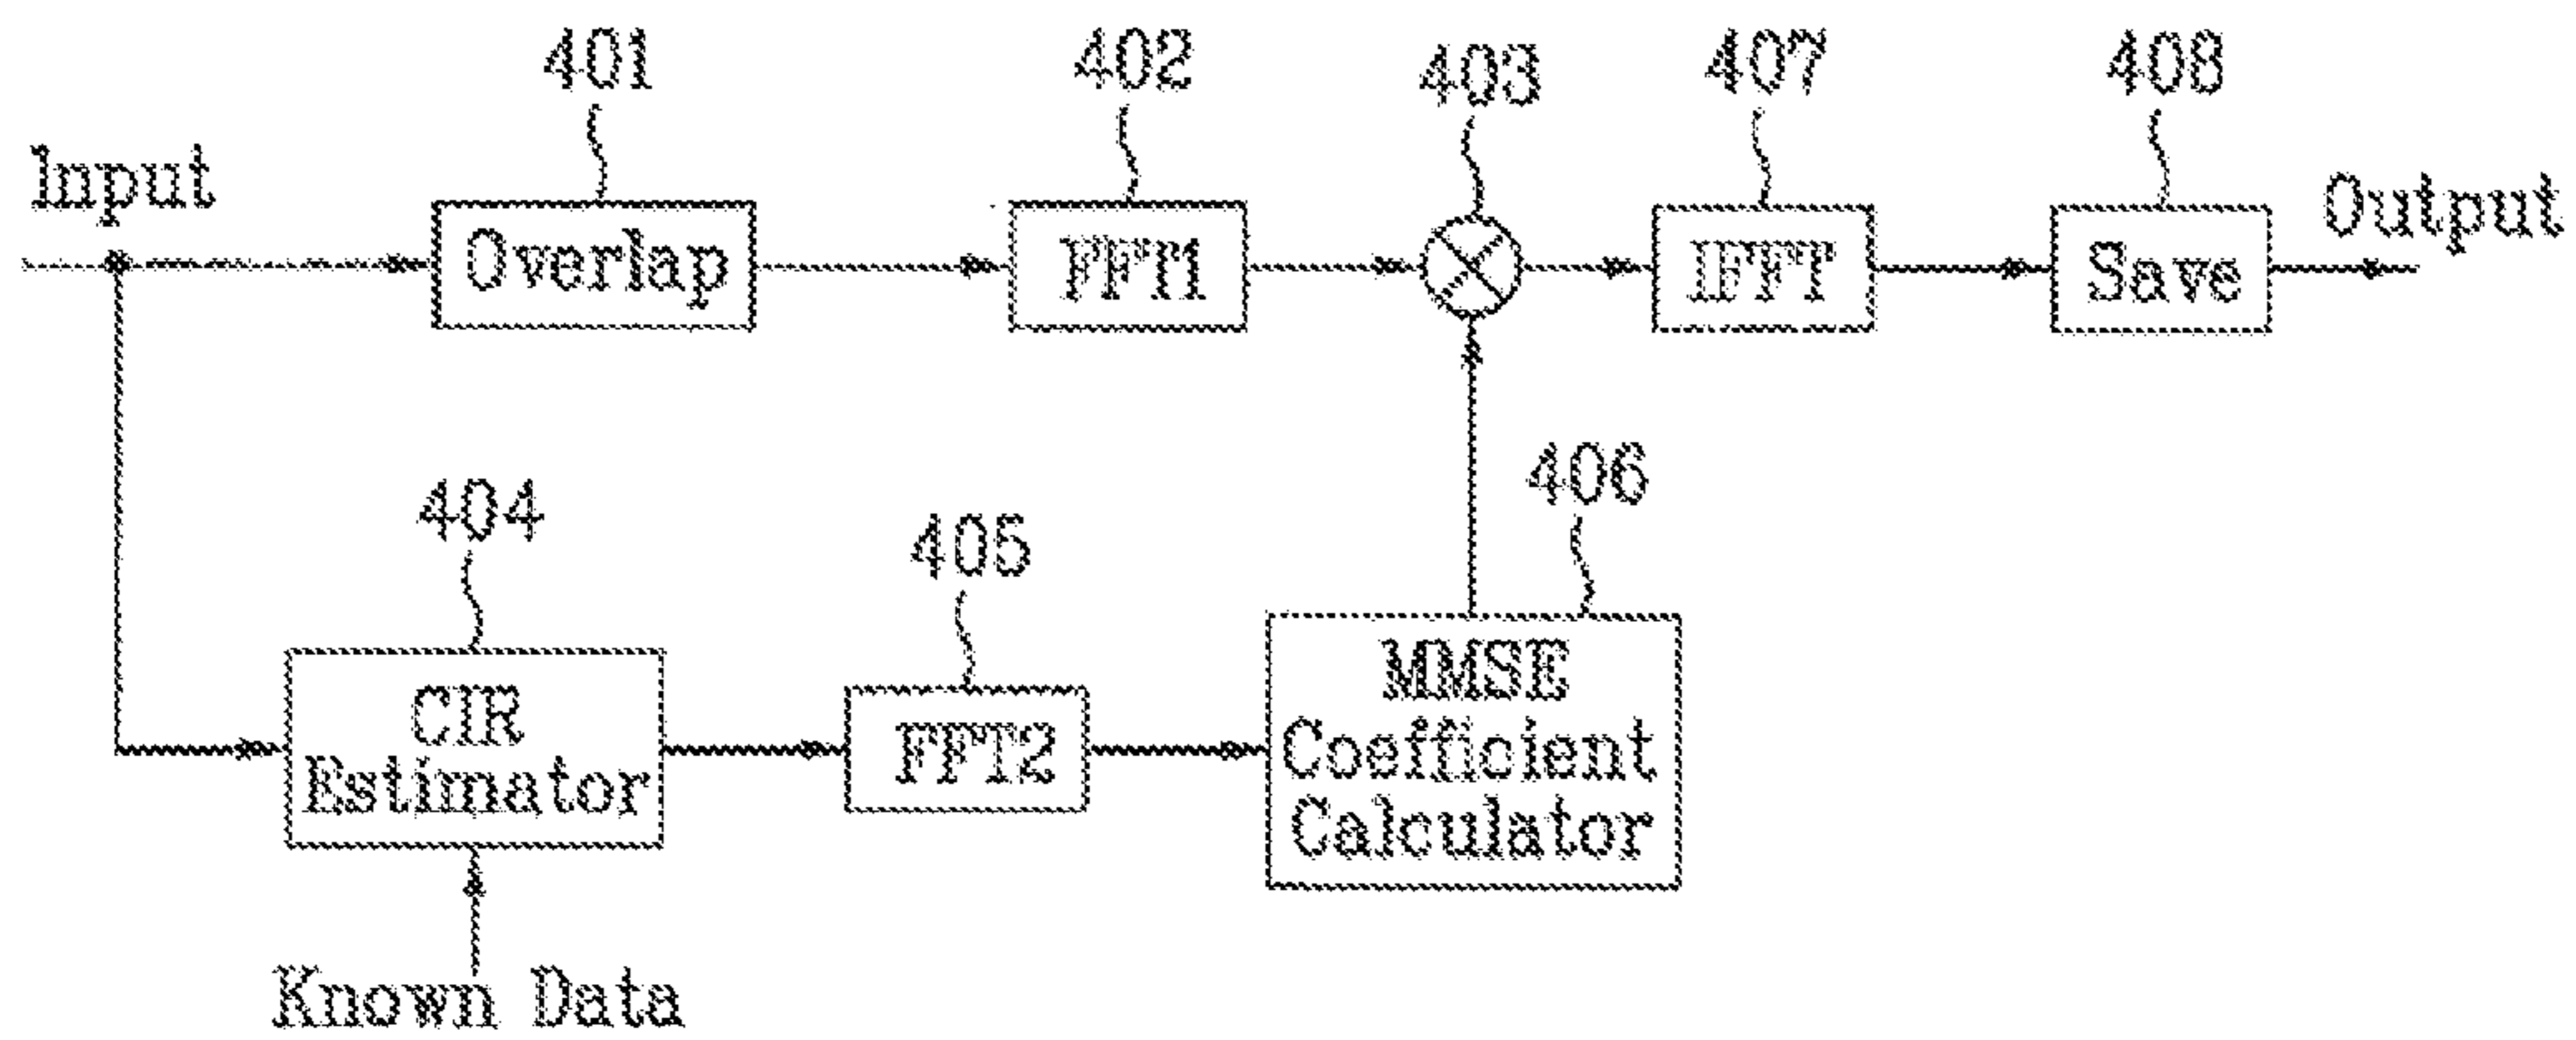 401
402
403
407
408
Input
Output
Overlap
FFT1
IFFT
Save
404
405
406
CIR
Estimator
FFT2
MMSE
Coefficient
Calculator
Known Data